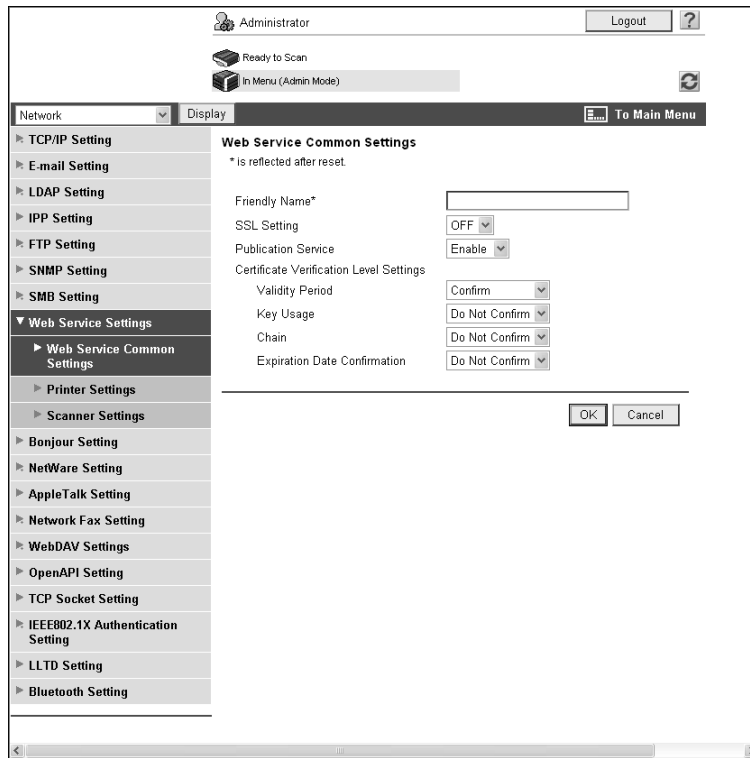 Administrator
Logout
?
Ready to Scan
In Menu (Admin Mode)
Network
Display
To Main Menu
TCP/IP Setting
E-mail Setting
LDAP Setting
IPP Setting
FTP Setting
SNMP Setting
SMB Setting
Web Service Settings
Web Service Common
Settings
Printer Settings
Scanner Settings
Bonjour Setting
NetWare Setting
AppleTalk Setting
Network Fax Setting
WebDAV Settings
OpenAPI Setting
TCP Socket Setting
IEEE802.1X Authentication
Setting
LLTD Setting
Bluetooth Setting
Web Service Common Settings
* is reflected after reset.
Friendly Name*
SSL Setting OFF
Publication Service Enable
Certificate Verification Level Settings
Validity Period Confirm
Key Usage Do Not Confirm
Chain Do Not Confirm
Expiration Date Confirmation Do Not Confirm
OK Cancel